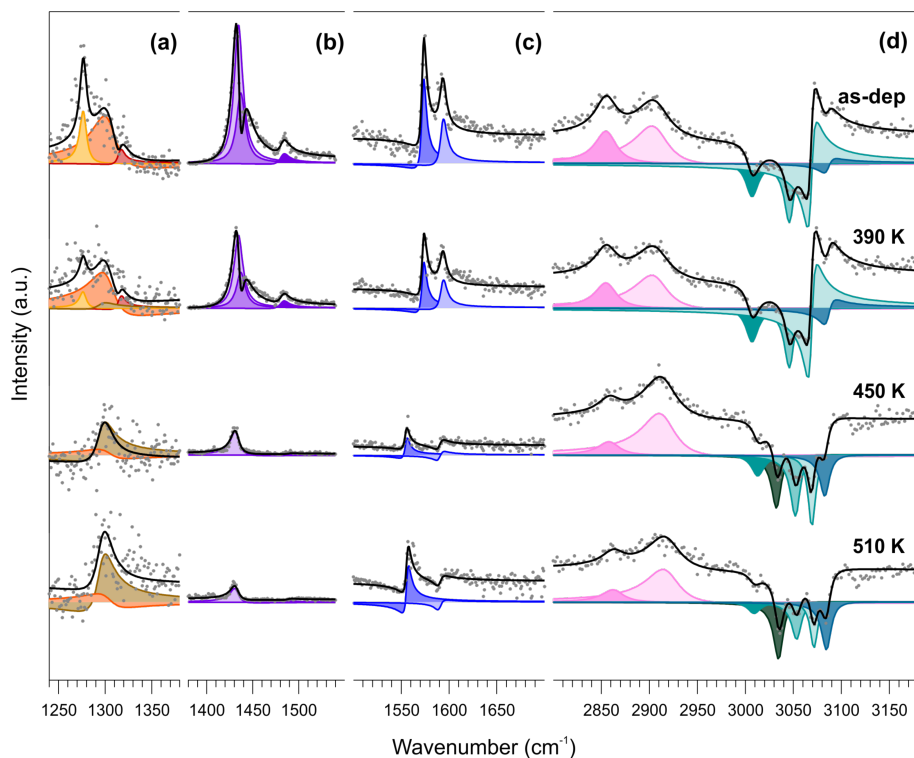 (a) (b) (c) (d)
as-dep
390 K
450 K
510 K
Intensity (a.u.)
1250 1300 1350 1400 1450 1500 1550 1600 1650 2850 2900 2950 3000 3050 3100 3150
Wavenumber (cm⁻¹)